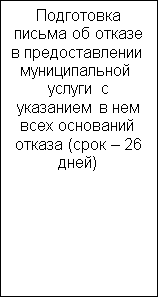 Подготовка
письма об отказе
в предоставлении
муниципальной
услуги с
указанием в нем
всех оснований
отказа (срок – 26
дней)